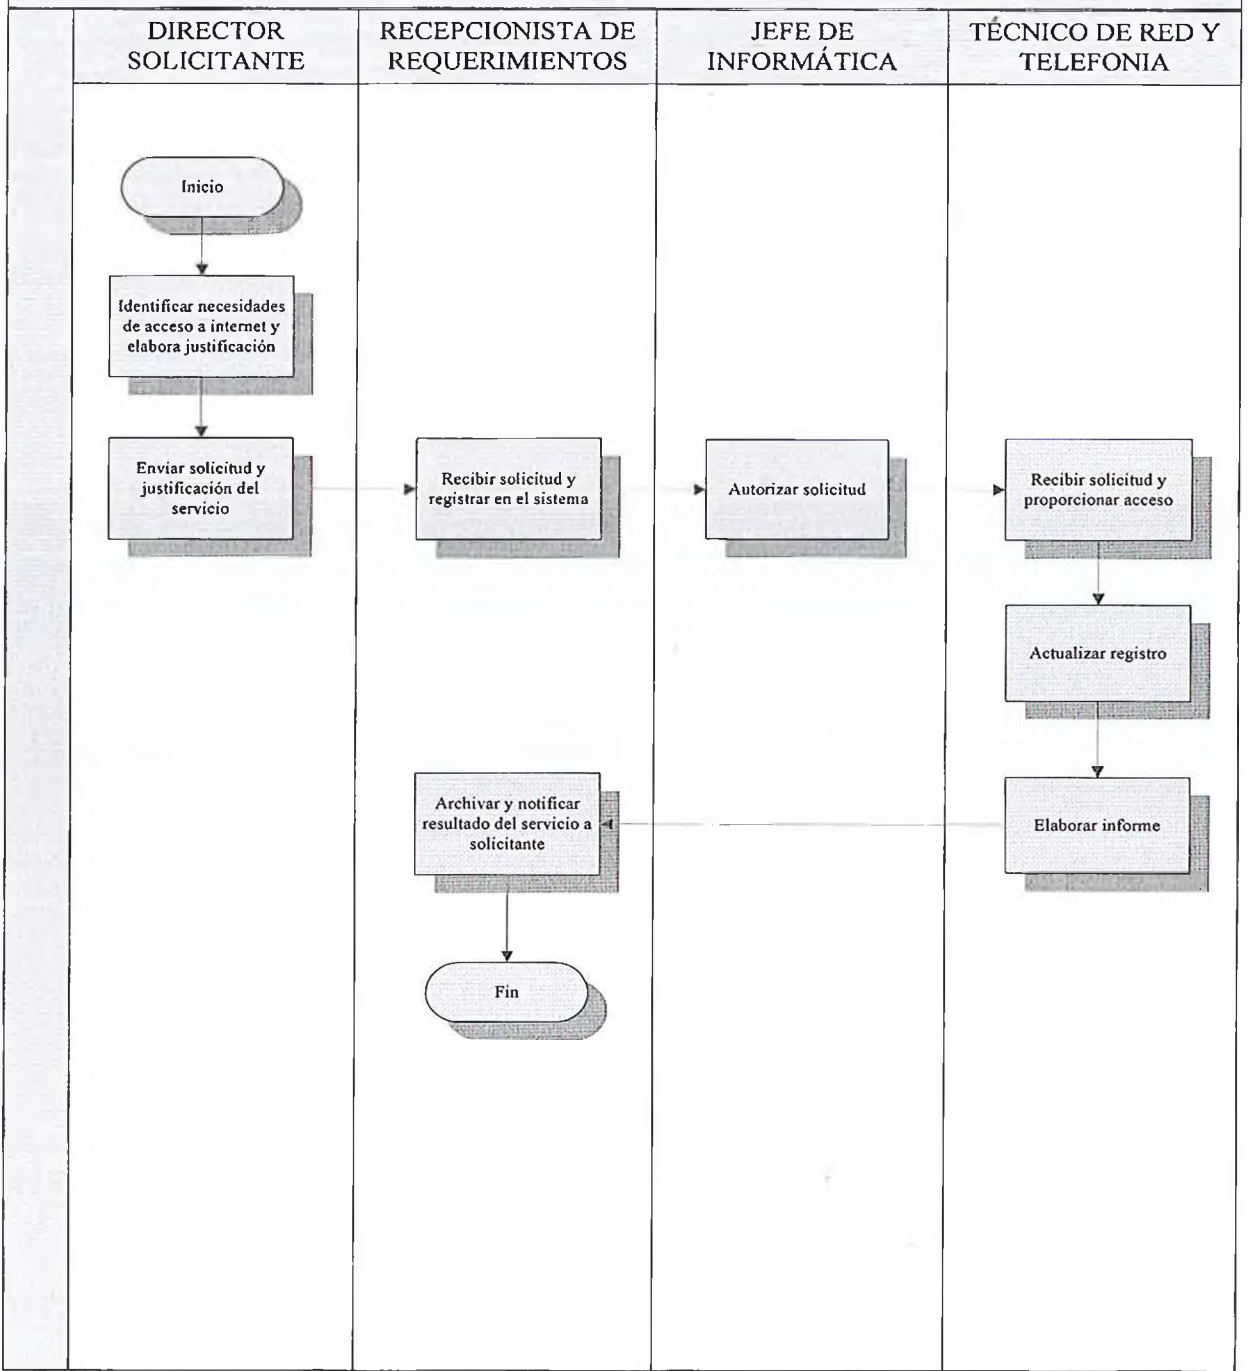 DIRECTOR
SOLICITANTE
RECEPCIONISTA DE
REQUERIMIENTOS
JEFE DE
INFORMÁTICA
TÉCNICO DE RED Y
TELEFONIA
Inicio
Identificar necesidades
de acceso a internet y
elabora justificación
Enviar solicitud y
justificación del
servicio
Recibir solicitud y
registrar en el sistema
Autorizar solicitud
Recibir solicitud y
proporcionar acceso
Actualizar registro
Elaborar informe
Archivar y notificar
resultado del servicio a
solicitante
Fin